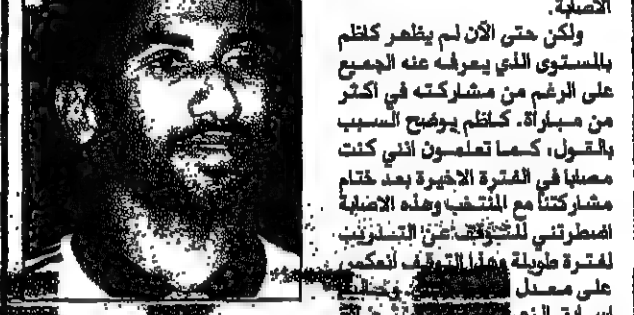 الاصابة.
ولكن حتى الآن لم يظهر كاظم
بالمستوى الذي يعرفه عنه الجميع
على الرغم من مشاركته في اكثر
من مباراة. كاظم يوضح السبب
بالقول: كما تعلمون انني كنت
مصابا في الفترة الاخيرة بعد ختام
مشاركتنا مع المنتخب وهذه الاصابة
اضطرتني للتوقف عن التدريب
لفترة طويلة وهذا التوقف انعكس
على معدل